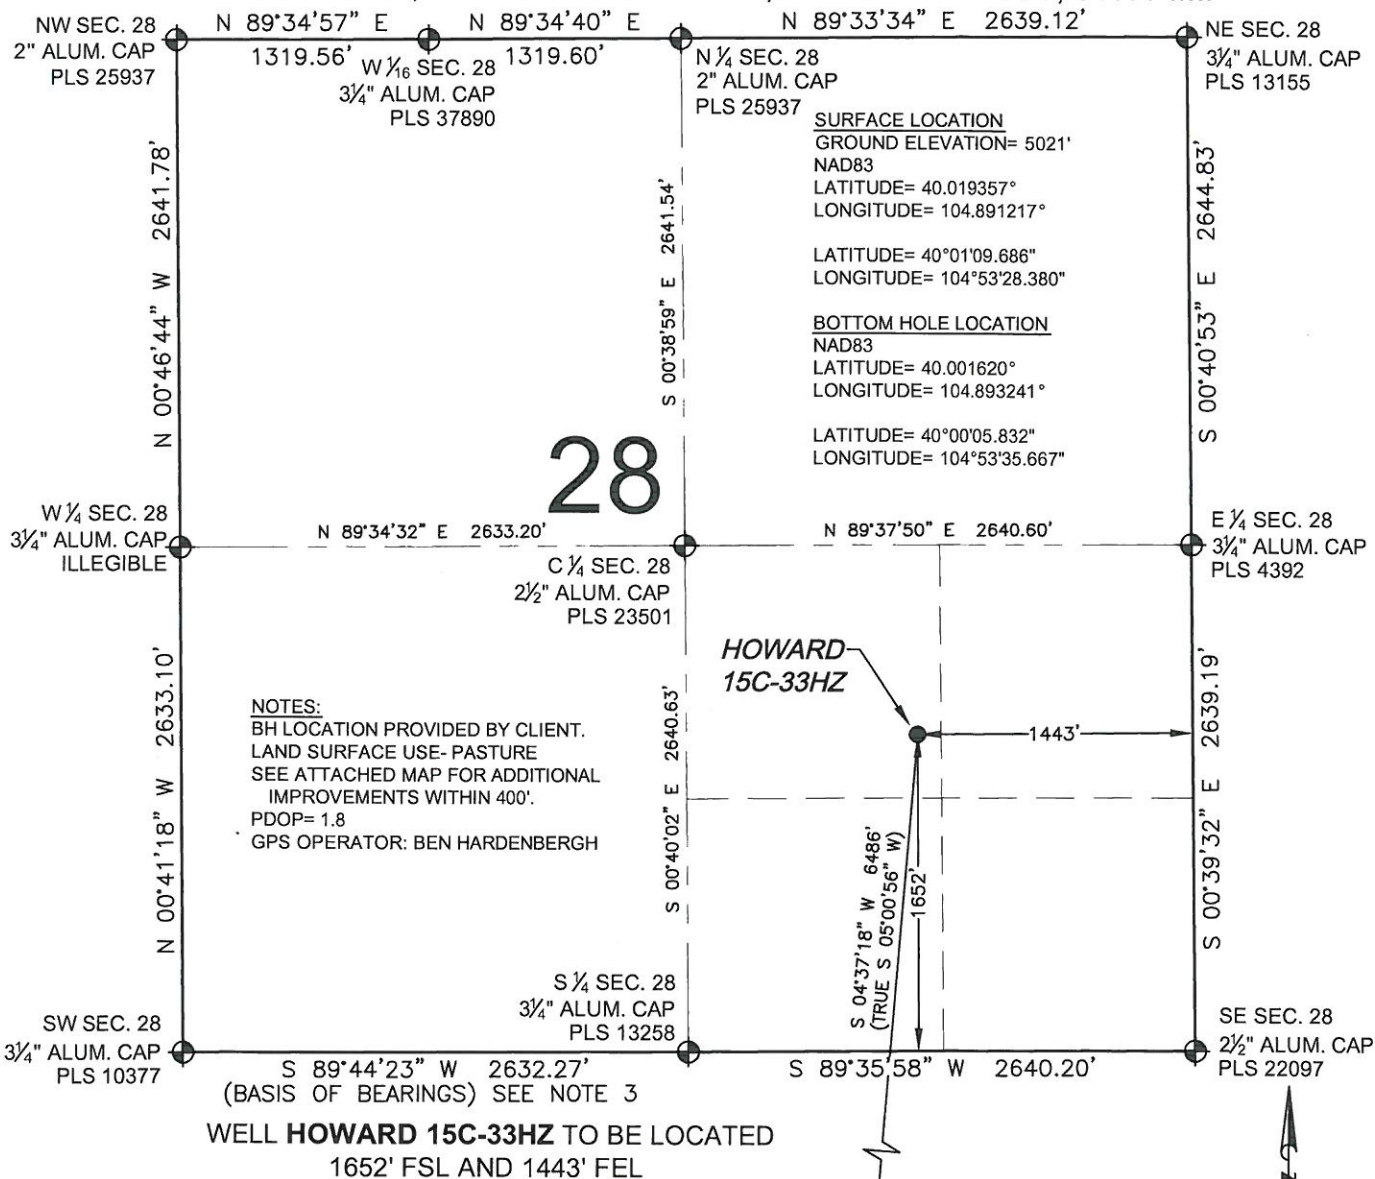 N 89°34'57" E
N 89°34'40" E
N 89°33'34" E 2639.12'
1319.56'
1319.60'
NW SEC. 28
2" ALUM. CAP
PLS 25937
W 1/16 SEC. 28
3¼" ALUM. CAP
PLS 37890
N ¼ SEC. 28
2" ALUM. CAP
PLS 25937
NE SEC. 28
3¼" ALUM. CAP
PLS 13155
SURFACE LOCATION
GROUND ELEVATION= 5021'
NAD83
LATITUDE= 40.019357°
LONGITUDE= 104.891217°
LATITUDE= 40°01'09.686"
LONGITUDE= 104°53'28.380"
BOTTOM HOLE LOCATION
NAD83
LATITUDE= 40.001620°
LONGITUDE= 104.893241°
LATITUDE= 40°00'05.832"
LONGITUDE= 104°53'35.667"
N 00°46'44" W 2641.78'
S 00°38'59" E 2641.54'
S 00°40'53" E 2644.83'
28
W ¼ SEC. 28
3¼" ALUM. CAP
ILLEGIBLE
N 89°34'32" E 2633.20'
C ¼ SEC. 28
2½" ALUM. CAP
PLS 23501
N 89°37'50" E 2640.60'
E ¼ SEC. 28
3¼" ALUM. CAP
PLS 4392
HOWARD
15C-33HZ
1443'
NOTES:
BH LOCATION PROVIDED BY CLIENT.
LAND SURFACE USE- PASTURE
SEE ATTACHED MAP FOR ADDITIONAL
IMPROVEMENTS WITHIN 400'.
PDOP= 1.8
GPS OPERATOR: BEN HARDENBERGH
N 00°41'18" W 2633.10'
S 00°40'02" E 2640.63'
S 04°37'18" W 6486'
(TRUE S 05°00'56" W)
1652'
S 00°39'32" E 2639.19'
SW SEC. 28
3¼" ALUM. CAP
PLS 10377
S ¼ SEC. 28
3¼" ALUM. CAP
PLS 13258
SE SEC. 28
2½" ALUM. CAP
PLS 22097
S 89°44'23" W 2632.27'
(BASIS OF BEARINGS) SEE NOTE 3
S 89°35'58" W 2640.20'
WELL HOWARD 15C-33HZ TO BE LOCATED
1652' FSL AND 1443' FEL